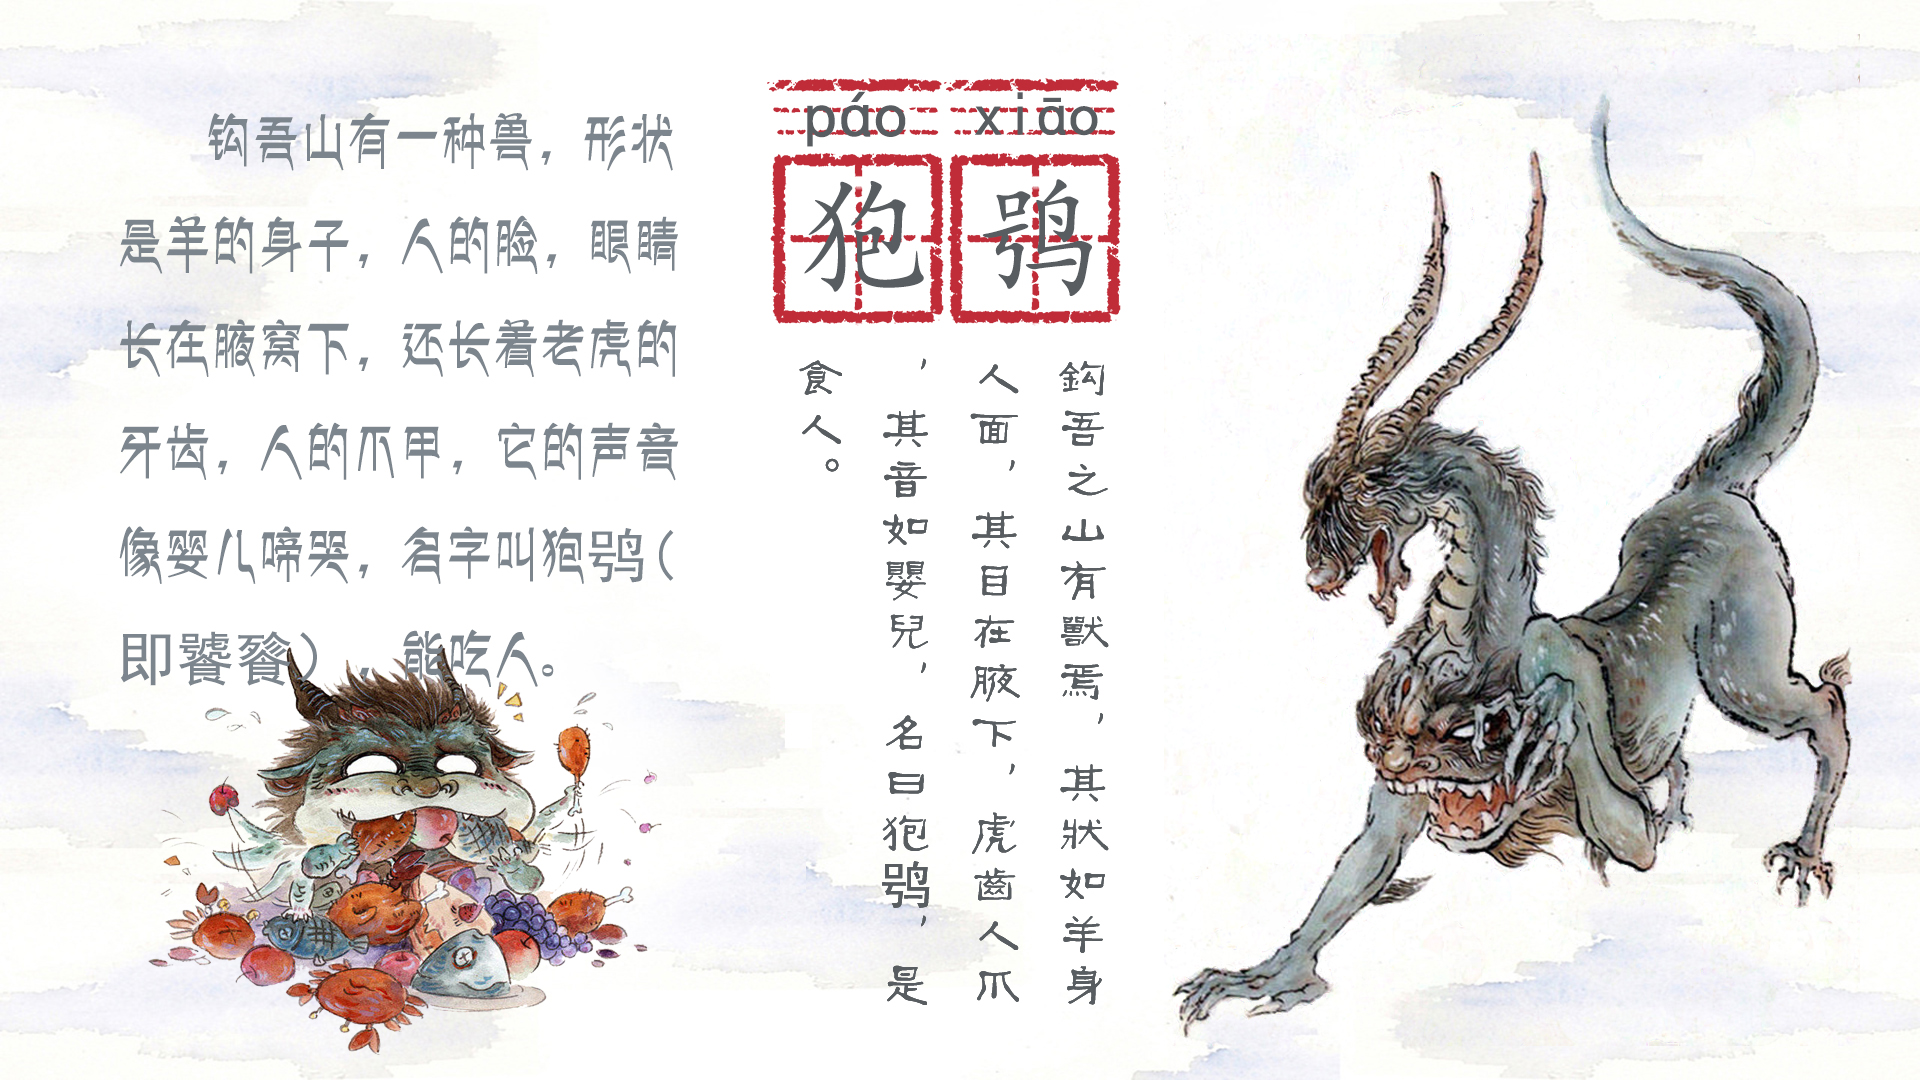 钩吾山有一种兽，形状
是羊的身子，人的脸，眼睛
长在腋窝下，还长着老虎的
牙齿，人的爪甲，它的声音
像婴儿啼哭，名字叫狍鸮（
即饕餮），能吃人。
páo xiāo
狍鸮
鈎吾之山有獸焉，其狀如羊身
人面，其目在腋下，虎齒人爪
，其音如嬰兒，名曰狍鸮，是
食人。